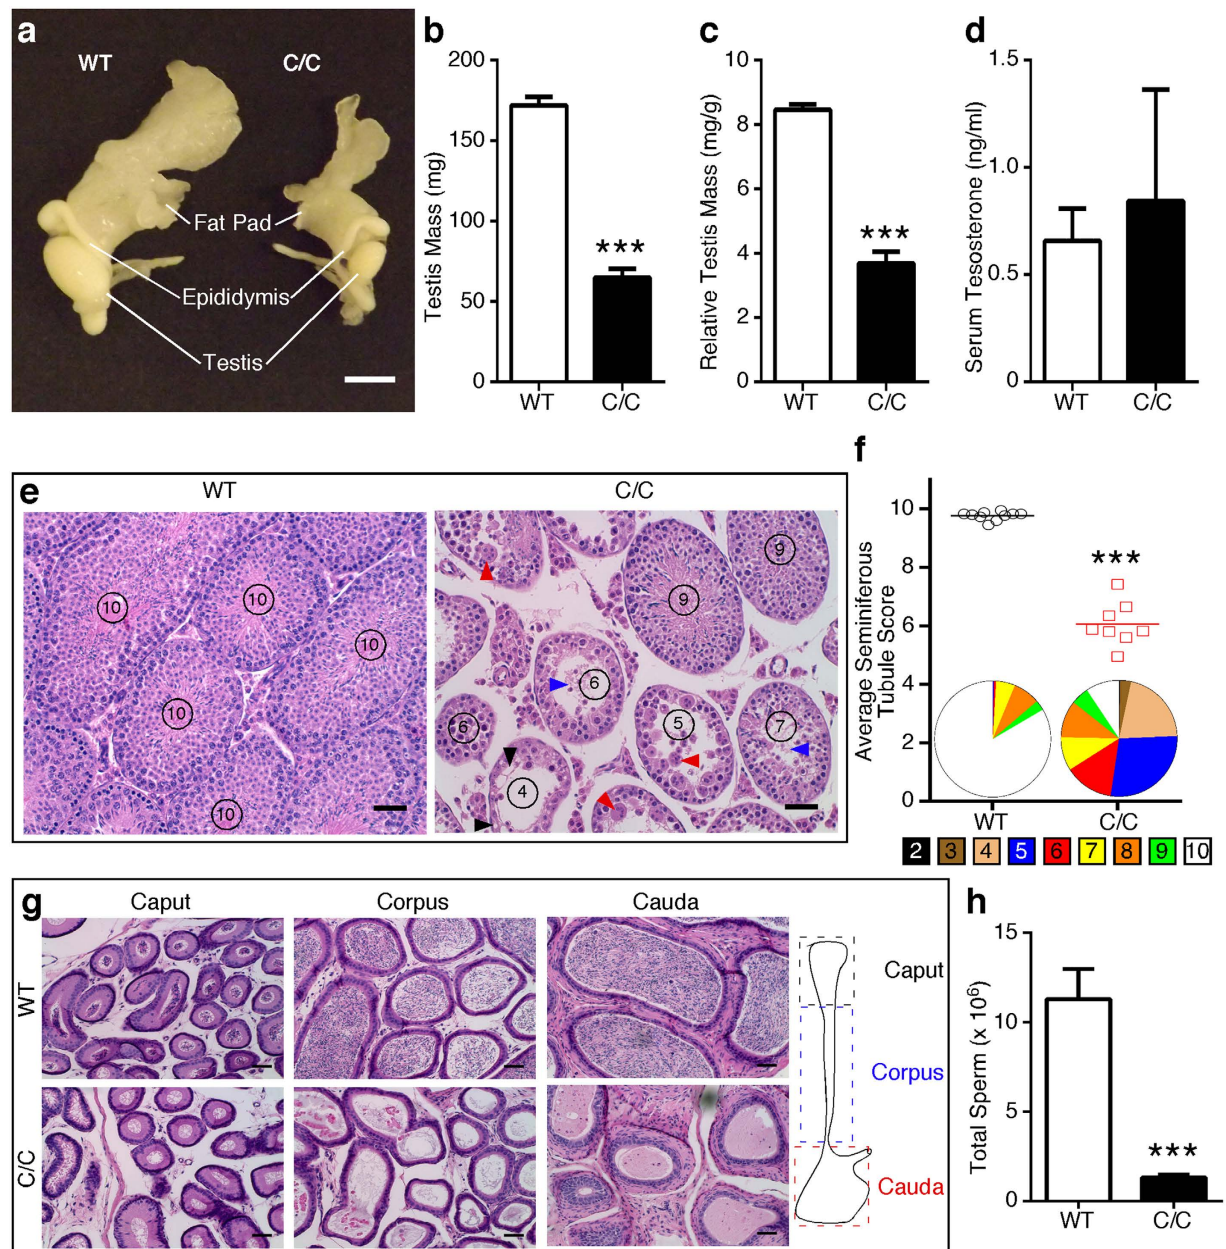 a
WT
C/C
Fat Pad
Epididymis
Testis
b
Testis Mass (mg)
200
150
100
50
0
***
WT
C/C
c
Relative Testis Mass (mg/g)
10
8
6
4
2
0
***
WT
C/C
d
Serum Tesosterone (ng/ml)
1.5
1.0
0.5
0
WT
C/C
e
WT
C/C
10
10
10
10
10
9
9
6
6
5
7
4
f
Average Seminiferous
Tubule Score
10
8
6
4
2
0
***
WT
C/C
2 3 4 5 6 7 8 9 10
g
Caput
Corpus
Cauda
WT
C/C
Caput
Corpus
Cauda
h
Total Sperm (x 10⁶)
15
10
5
0
***
WT
C/C